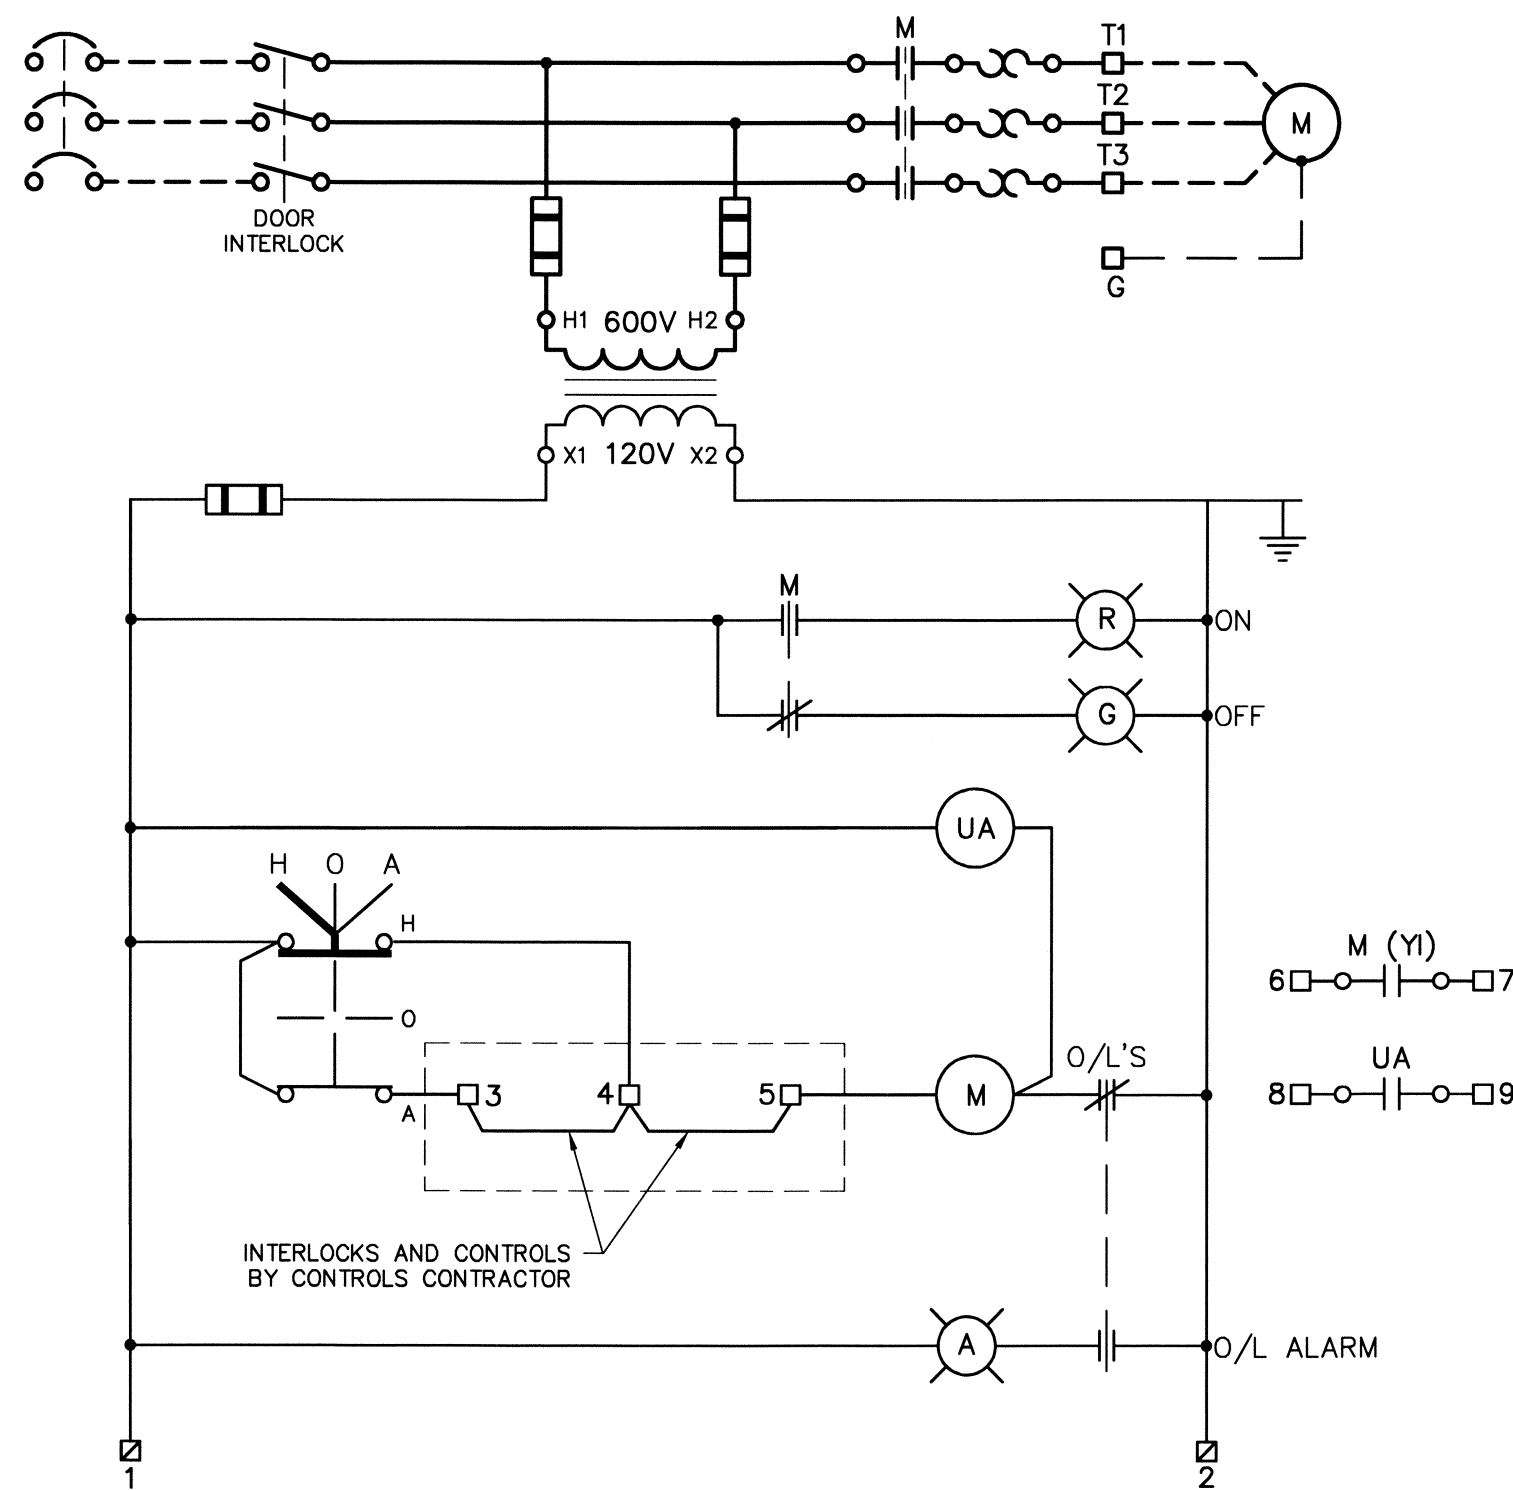 M
T1
T2
M
T3
DOOR
INTERLOCK
G
H1 600V H2
X1 120V X2
M
R ON
G OFF
UA
H O A
H
M (YI)
6 7
O
O/L'S
UA
3 4 5 M
8 9
A
INTERLOCKS AND CONTROLS
BY CONTROLS CONTRACTOR
A O/L ALARM
1 2